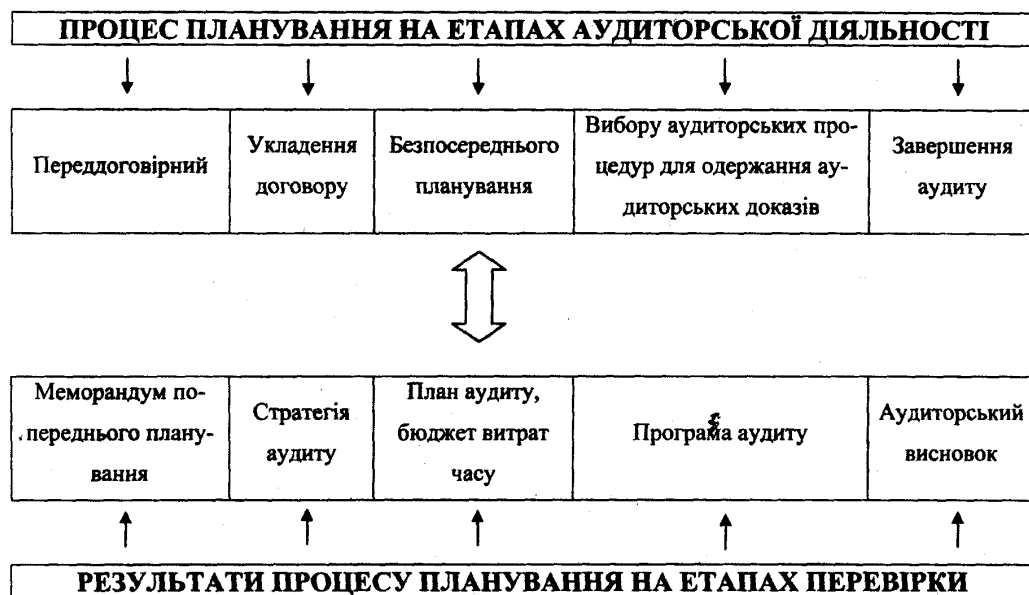 ПРОЦЕС ПЛАНУВАННЯ НА ЕТАПАХ АУДИТОРСЬКОЇ ДІЯЛЬНОСТІ
Переддоговірний
Укладення
договору
Безпосереднього
планування
Вибору аудиторських про-
цедур для одержання ау-
диторських доказів
Завершення
аудиту
Меморандум по-
переднього плану-
вання
Стратегія
аудиту
План аудиту,
бюджет витрат
часу
Програма аудиту
Аудиторський
висновок
РЕЗУЛЬТАТИ ПРОЦЕСУ ПЛАНУВАННЯ НА ЕТАПАХ ПЕРЕВІРКИ